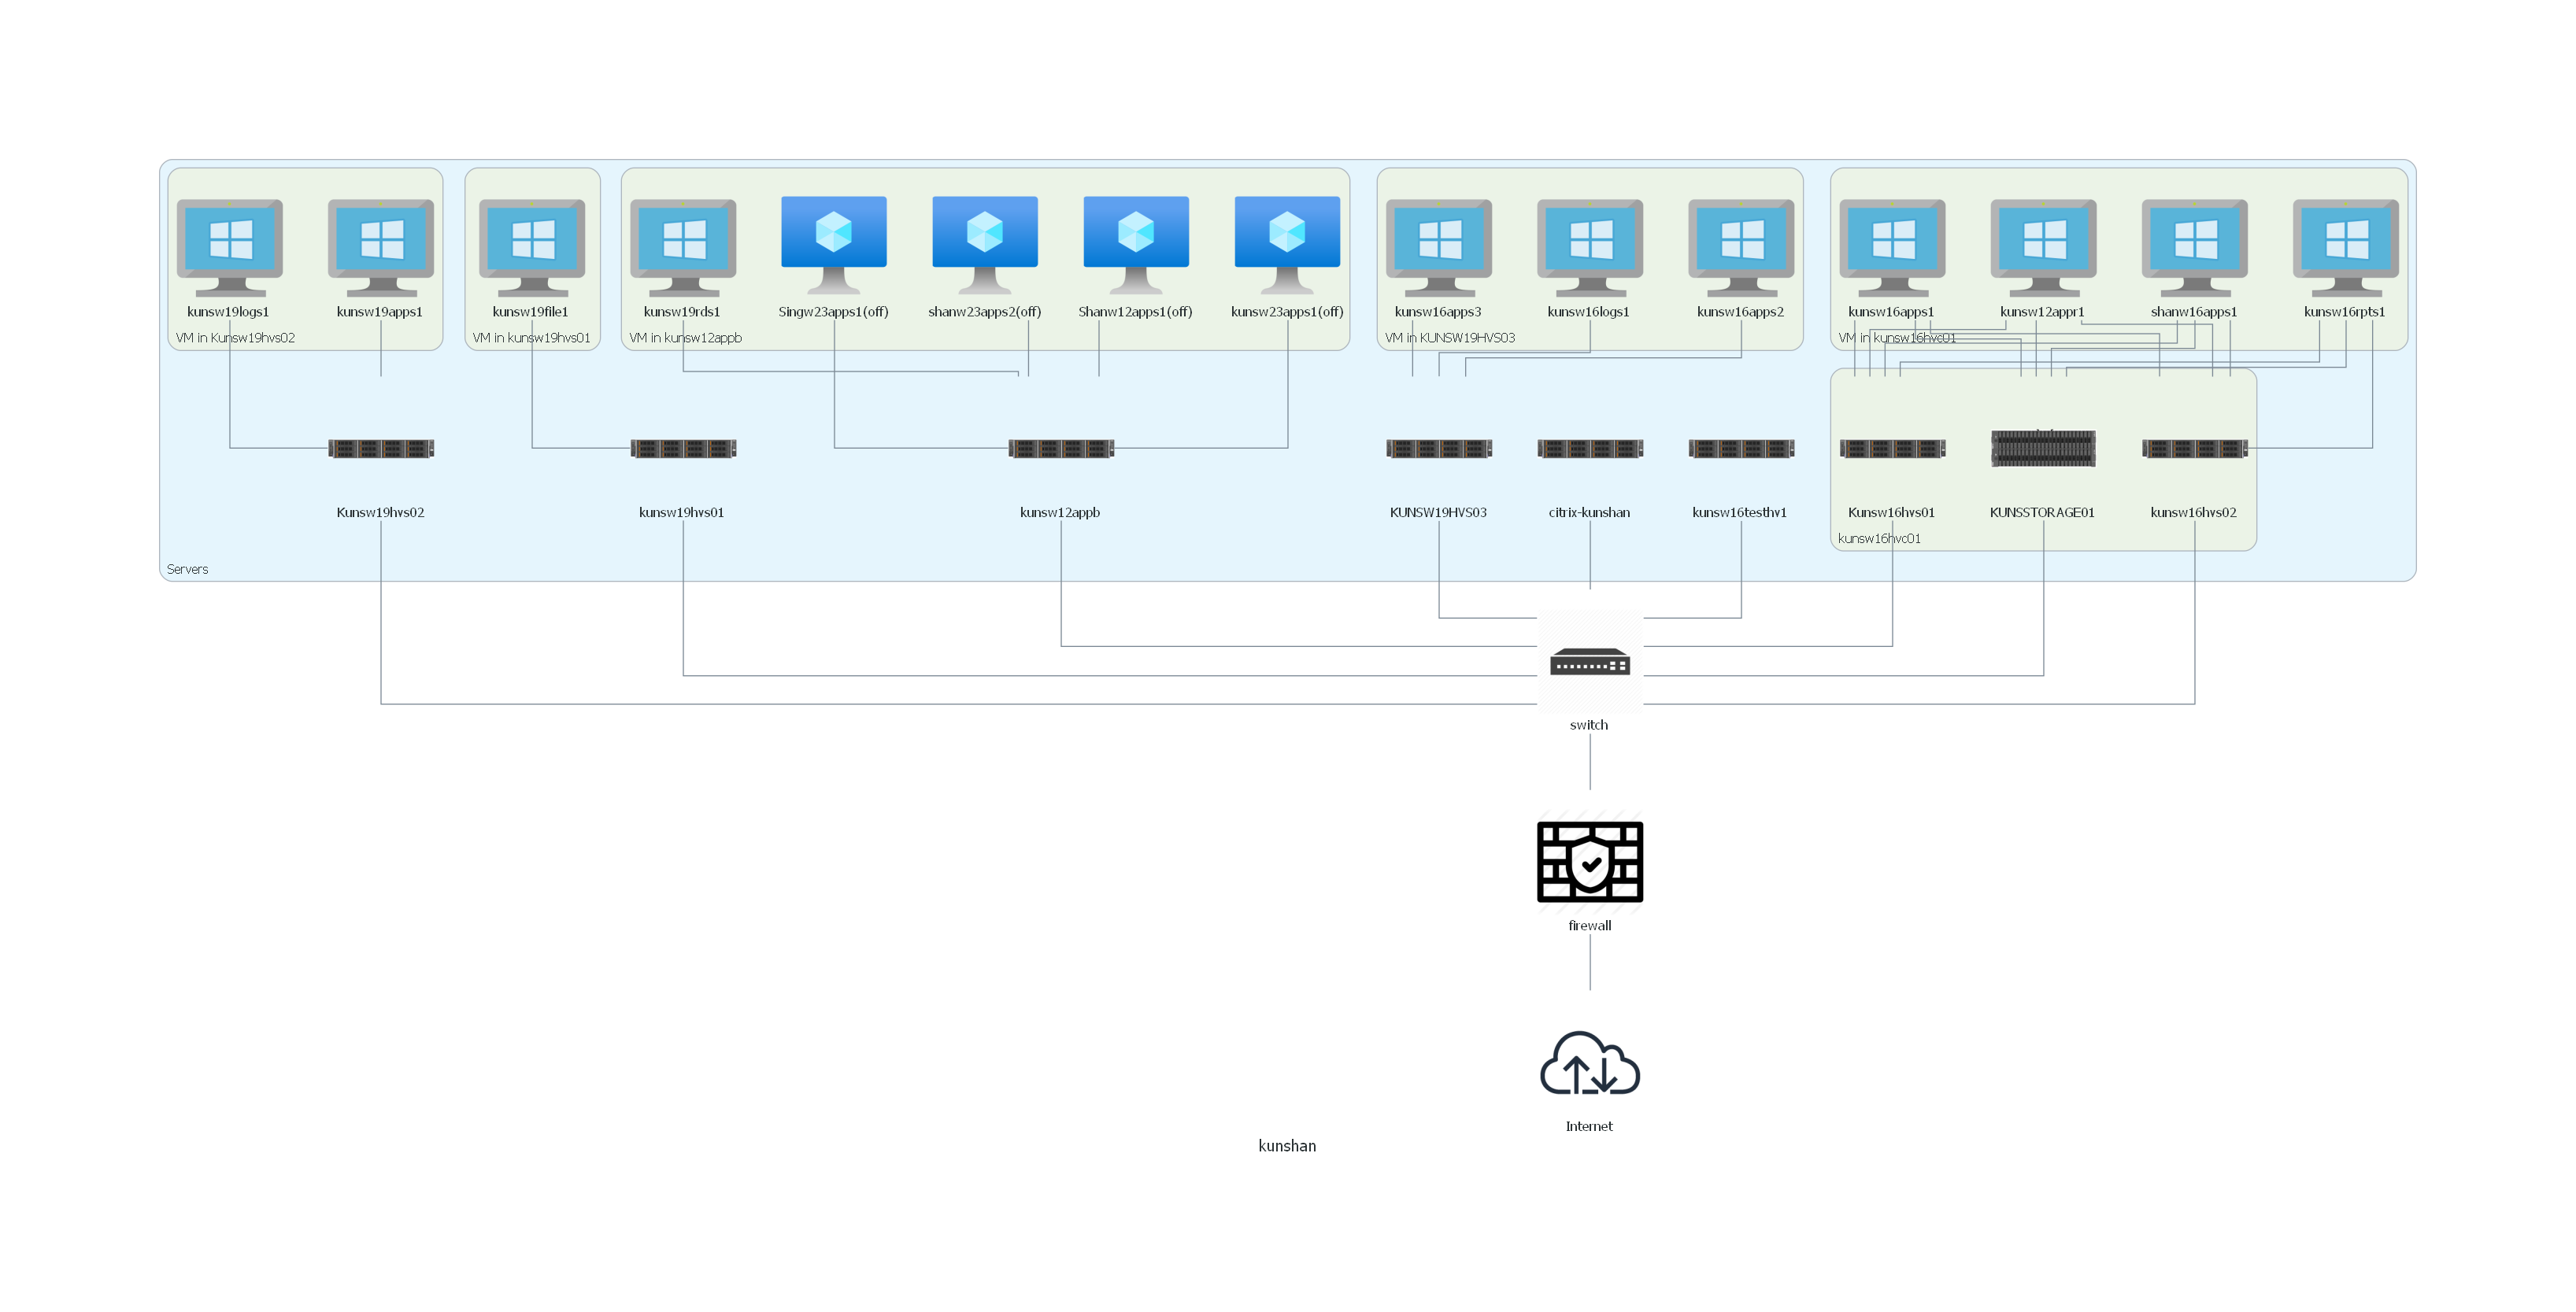 kunsw19logs1
kunsw19apps1
VM in Kunsw19hvs02
kunsw19file1
VM in kunsw19hvs01
kunsw19rds1
Singw23apps1(off)
shanw23apps2(off)
Shanw12apps1(off)
kunsw23apps1(off)
VM in kunsw12appb
kunsw16apps3
kunsw16logs1
kunsw16apps2
VM in KUNSW19HVS03
kunsw16apps1
kunsw12appr1
shanw16apps1
kunsw16rpts1
VM in kunsw16hvc01
Kunsw19hvs02
kunsw19hvs01
kunsw12appb
KUNSW19HVS03
citrix-kunshan
kunsw16testhv1
Kunsw16hvs01
KUNSSTORAGE01
kunsw16hvs02
kunsw16hvc01
Servers
switch
firewall
Internet
kunshan